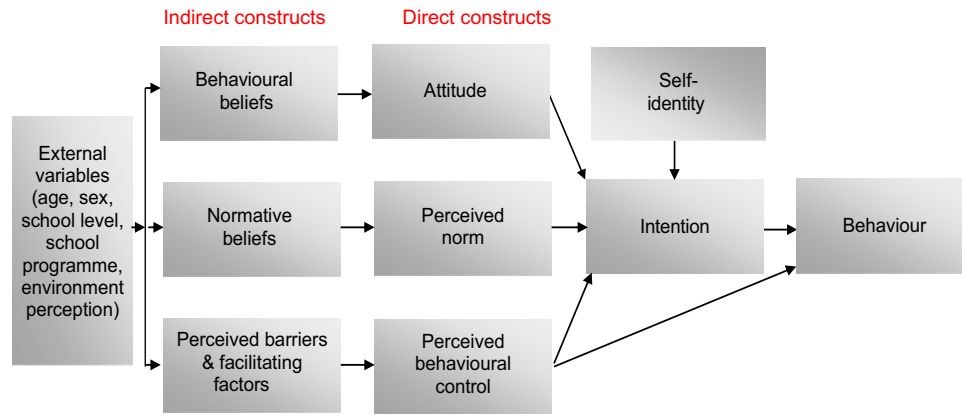 Indirect constructs
Direct constructs
External
variables
(age, sex,
school level,
school
programme,
environment
perception)
Behavioural
beliefs
Attitude
Self-
identity
Normative
beliefs
Perceived
norm
Intention
Behaviour
Perceived barriers
& facilitating
factors
Perceived
behavioural
control